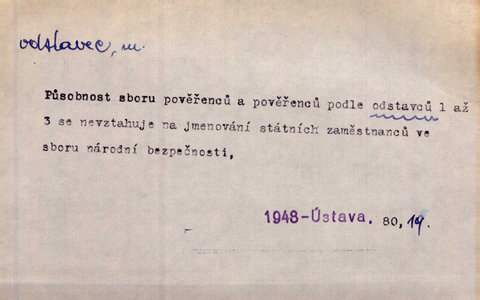 odstavec, m.
Působnost sboru pověřenců a pověřenců podle odstavců 1 až
3 se nevztahuje na jmenování státních zaměstnanců ve
sboru národní bezpečnosti,
1948-Ústava. 80, 19.